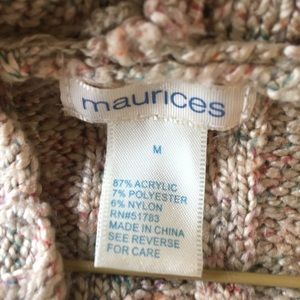 maurices
M
87% ACRYLIC
7% POLYESTER
6% NYLON
RN#51783
MADE IN CHINA
SEE REVERSE
FOR CARE